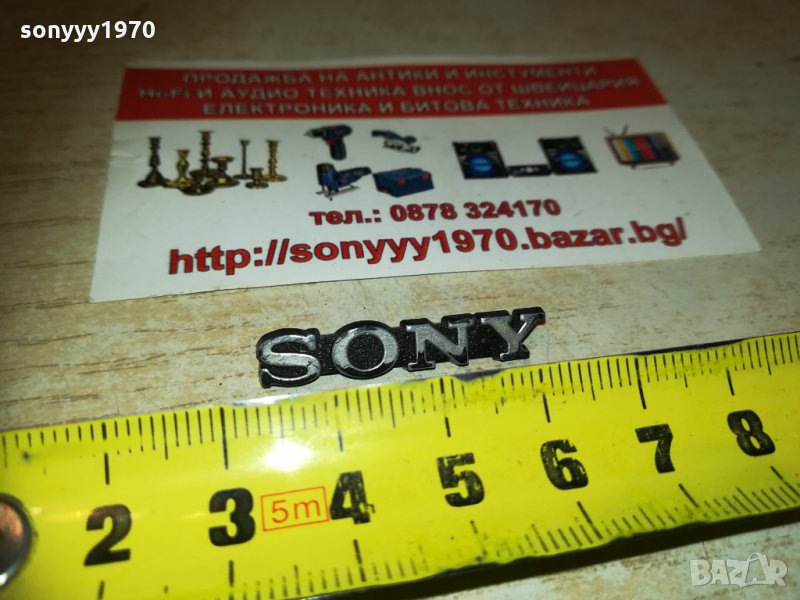 sonyyy1970
ПРОДАЖБА НА АНТИКИ И ИНСТУМЕНТИ
Hi-Fi И АУДИО ТЕХНИКА ВНОС ОТ ШВЕЙЦАРИЯ
ЕЛЕКТРОНИКА И БИТОВА ТЕХНИКА
тел.: 0878 324170
http://sonyyy1970.bazar.bg/
SONY
2 3 5m 4 5 6 7 8
BAZAR